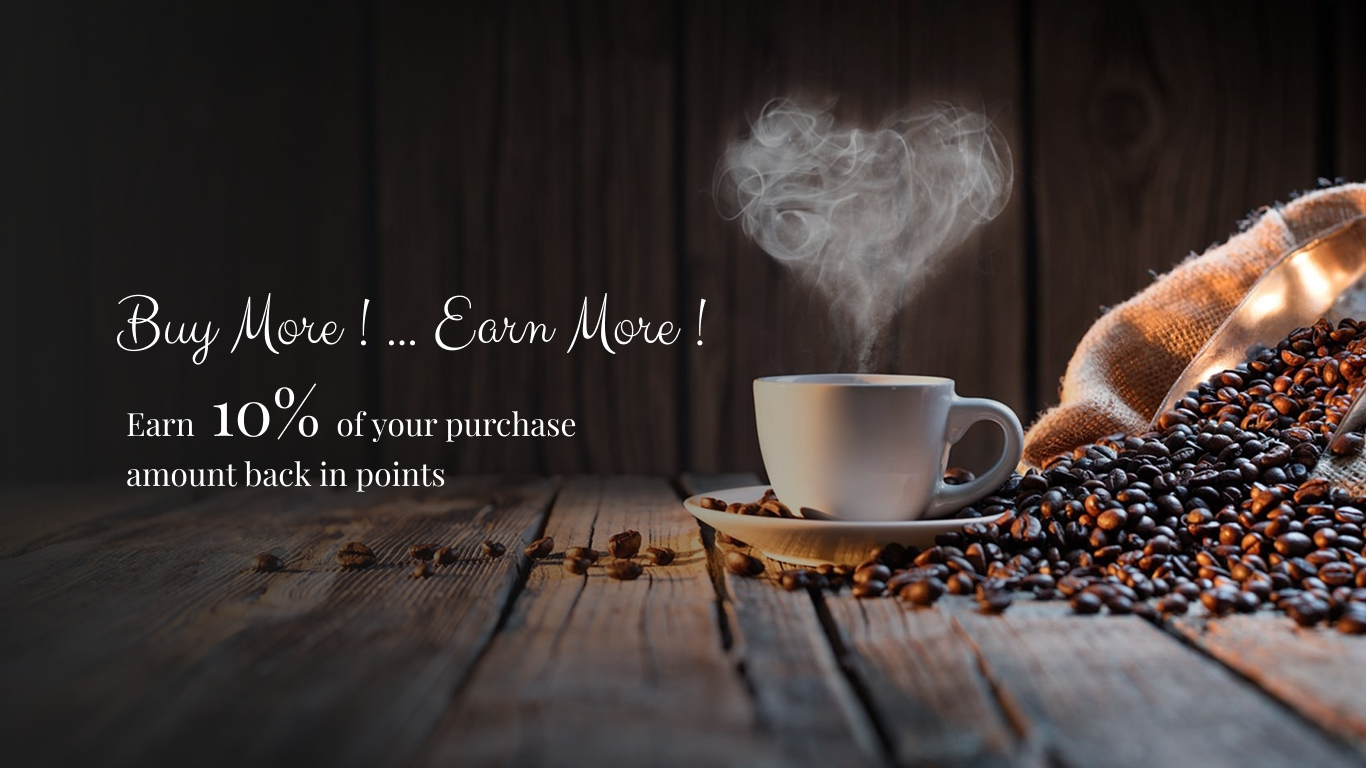 Buy More ! ... Earn More !
Earn 10% of your purchase
amount back in points